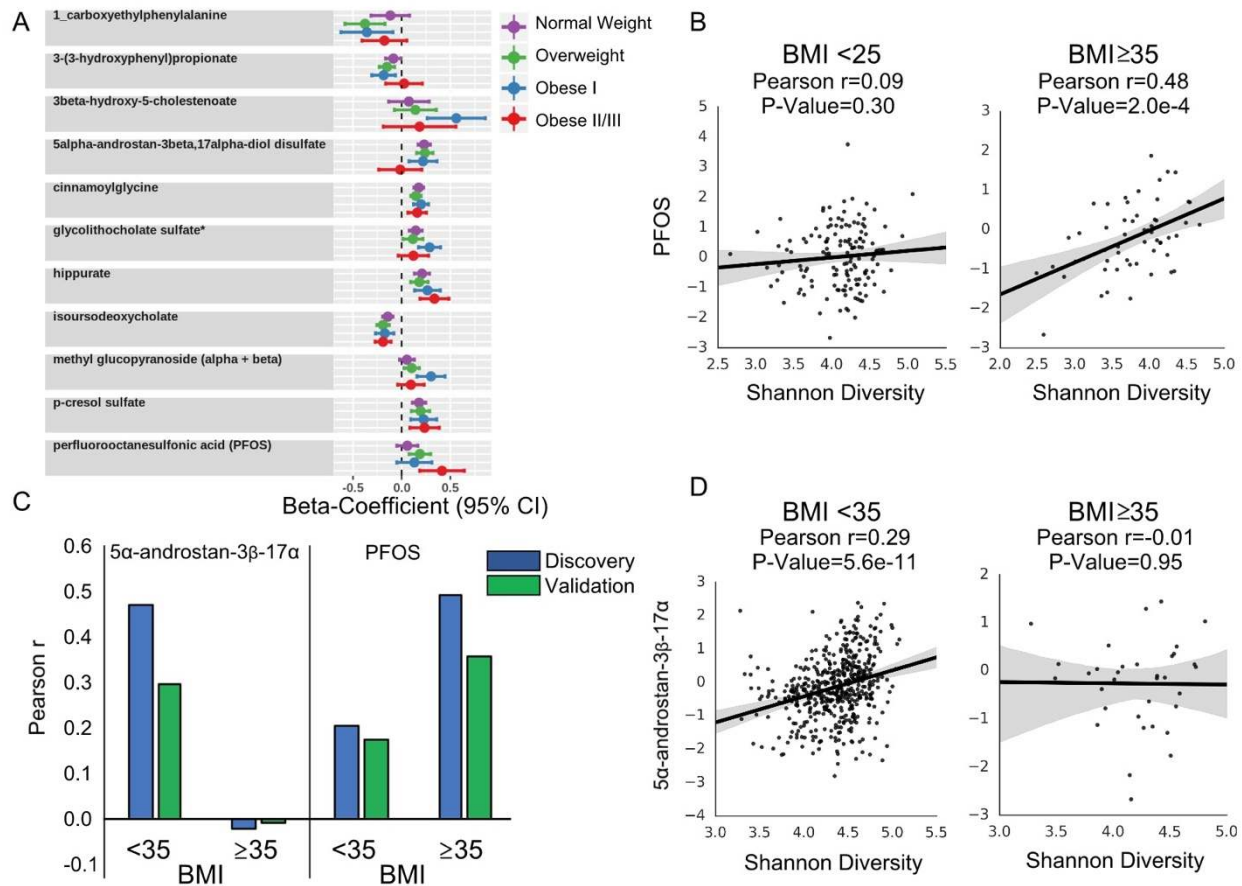 A
1_carboxyethylphenylalanine
3-(3-hydroxyphenyl)propionate
3beta-hydroxy-5-cholestenoate
5alpha-androstan-3beta,17alpha-diol disulfate
cinnamoylglycine
glycolithocholate sulfate*
hippurate
isoursodeoxycholate
methyl glucopyranoside (alpha + beta)
p-cresol sulfate
perfluorooctanesulfonic acid (PFOS)
-0.5 0.0 0.5
Beta-Coefficient (95% CI)
Normal Weight
Overweight
Obese I
Obese II/III
B
BMI <25
Pearson r=0.09
P-Value=0.30
PFOS
5
4
3
2
1
0
-1
-2
-3
2.5 3.0 3.5 4.0 4.5 5.0 5.5
Shannon Diversity
BMI≥35
Pearson r=0.48
P-Value=2.0e-4
3
2
1
0
-1
-2
-3
2.0 2.5 3.0 3.5 4.0 4.5 5.0
Shannon Diversity
C
5α-androstan-3β-17α
PFOS
Discovery
Validation
Pearson r
0.6
0.5
0.4
0.3
0.2
0.1
0.0
-0.1
<35 ≥35 <35 ≥35
BMI BMI
D
BMI <35
Pearson r=0.29
P-Value=5.6e-11
5α-androstan-3β-17α
3
2
1
0
-1
-2
-3
-4
3.0 3.5 4.0 4.5 5.0 5.5
Shannon Diversity
BMI≥35
Pearson r=-0.01
P-Value=0.95
2
1
0
-1
-2
-3
3.0 3.5 4.0 4.5 5.0
Shannon Diversity